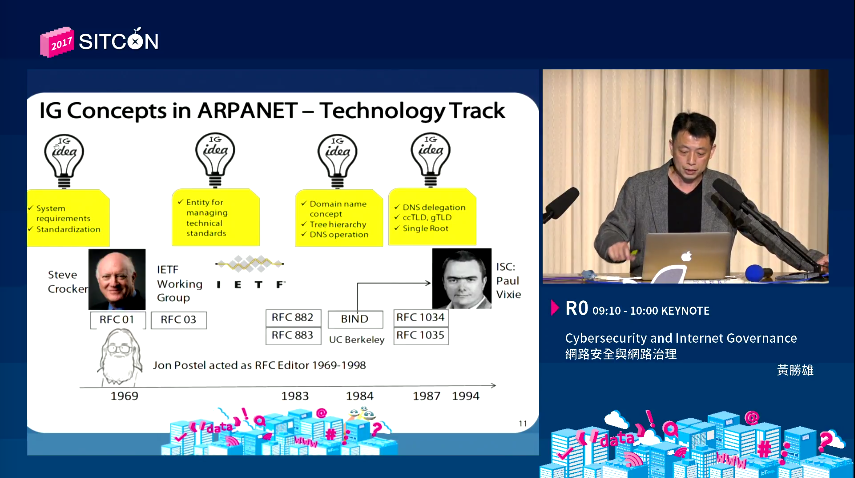 2017 SITCON
IG Concepts in ARPANET – Technology Track
IG
idea
IG
idea
IG
idea
IG
idea
✓ System
requirements
✓ Standardization
✓ Entity for
managing
technical
standards
✓ Domain name
concept
✓ Tree hierarchy
✓ DNS operation
✓ DNS delegation
✓ ccTLD, gTLD
✓ Single Root
Steve
Crocker
IETF
Working
Group
I E T F
ISC:
Paul
Vixie
RFC 01
RFC 03
RFC 882
RFC 883
BIND
UC Berkeley
RFC 1034
RFC 1035
Jon Postel acted as RFC Editor 1969-1998
1969
1983
1984
1987
1994
11
data
www
R0 09:10 - 10:00 KEYNOTE
Cybersecurity and Internet Governance
網路安全與網路治理
黃勝雄
data
www